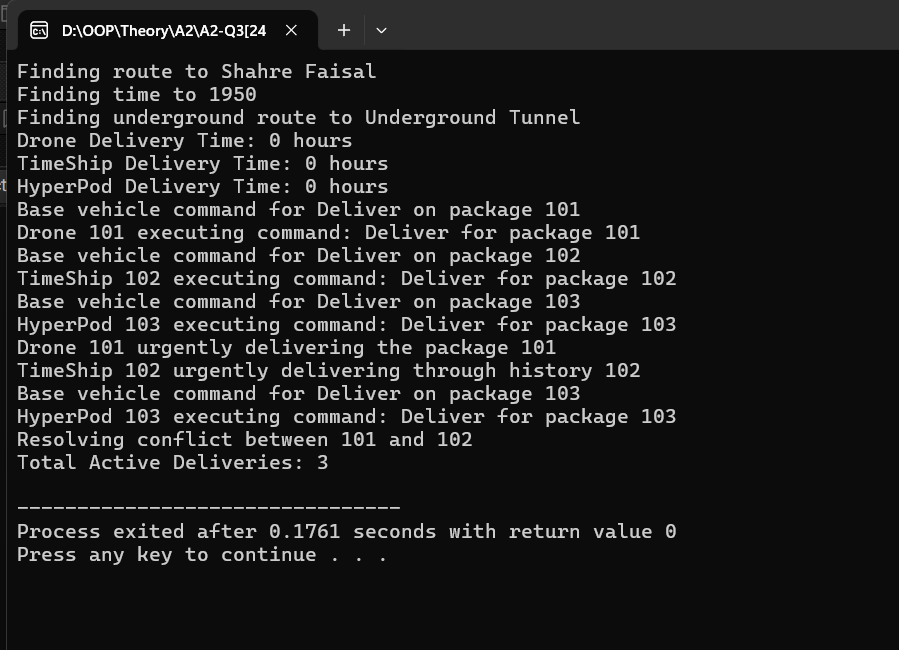 D:\OOP\Theory\A2\A2-Q3[24
Finding route to Shahre Faisal
Finding time to 1950
Finding underground route to Underground Tunnel
Drone Delivery Time: 0 hours
TimeShip Delivery Time: 0 hours
HyperPod Delivery Time: 0 hours
Base vehicle command for Deliver on package 101
Drone 101 executing command: Deliver for package 101
Base vehicle command for Deliver on package 102
TimeShip 102 executing command: Deliver for package 102
Base vehicle command for Deliver on package 103
HyperPod 103 executing command: Deliver for package 103
Drone 101 urgently delivering the package 101
TimeShip 102 urgently delivering through history 102
Base vehicle command for Deliver on package 103
HyperPod 103 executing command: Deliver for package 103
Resolving conflict between 101 and 102
Total Active Deliveries: 3
--------------------------------
Process exited after 0.1761 seconds with return value 0
Press any key to continue . . .